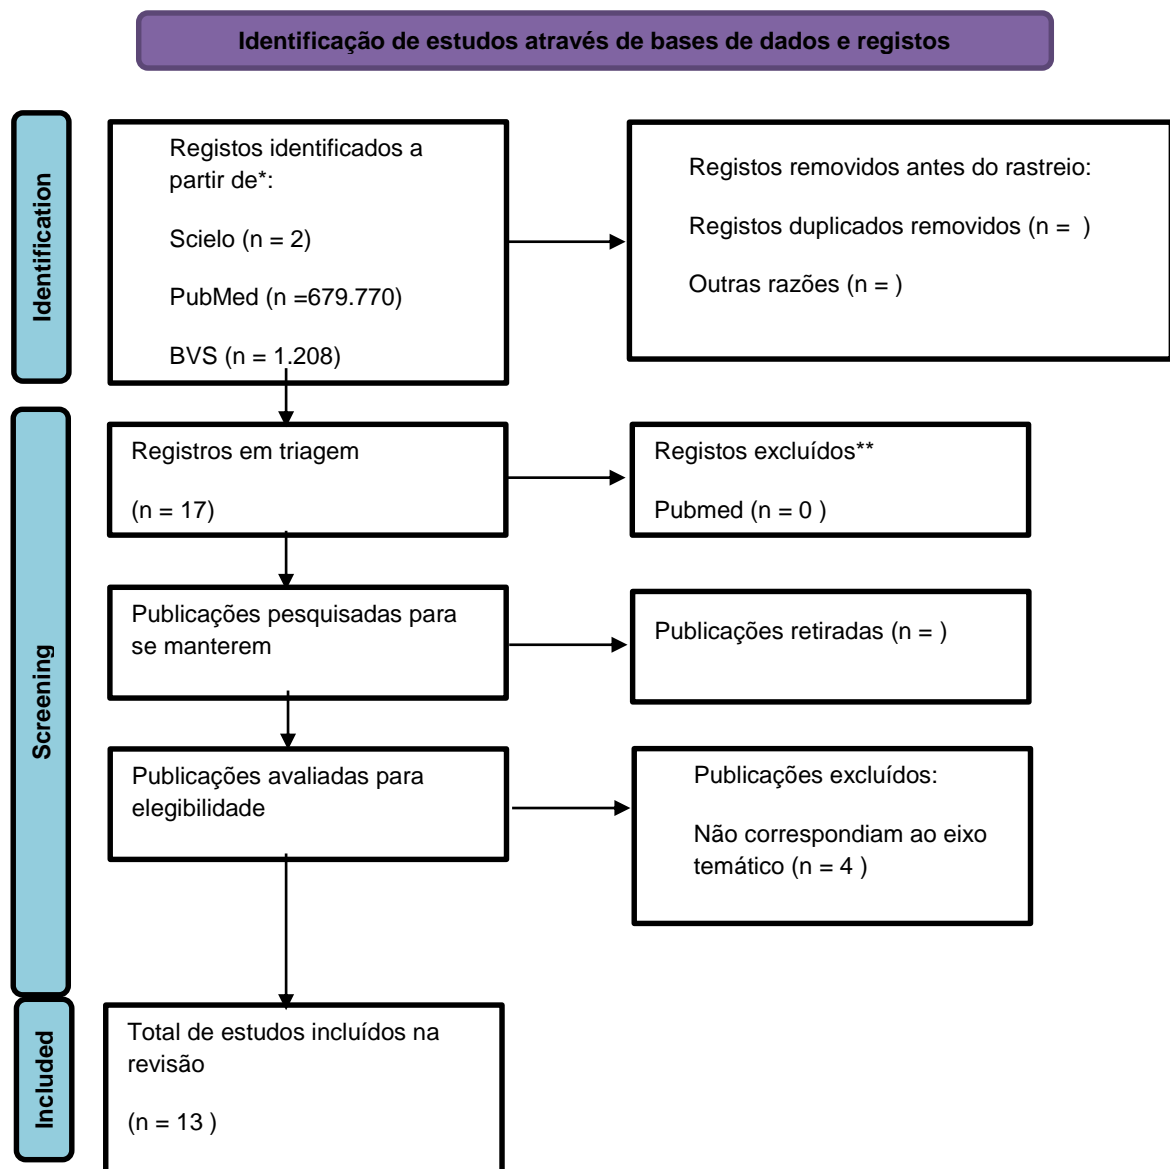 Identificação de estudos através de bases de dados e registos
Identification
Registos identificados a
partir de*:
Scielo (n = 2)
PubMed (n =679.770)
BVS (n = 1.208)
Registos removidos antes do rastreio:
Registos duplicados removidos (n =  )
Outras razões (n = )
Screening
Registros em triagem
(n = 17)
Registos excluídos**
Pubmed (n = 0 )
Publicações pesquisadas para
se manterem
Publicações retiradas (n = )
Publicações avaliadas para
elegibilidade
Publicações excluídos:
Não correspondiam ao eixo
temático (n = 4 )
Included
Total de estudos incluídos na
revisão
(n = 13 )